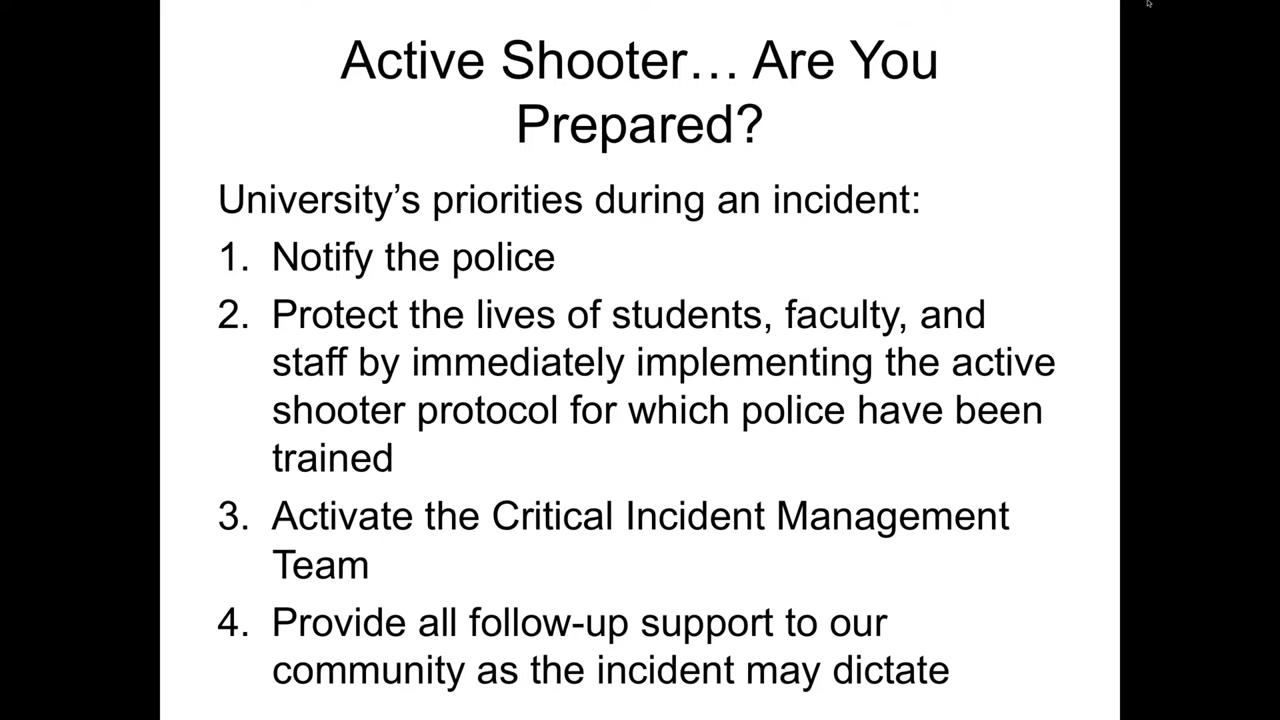 Active Shooter… Are You
Prepared?
University’s priorities during an incident:
1. Notify the police
2. Protect the lives of students, faculty, and
staff by immediately implementing the active
shooter protocol for which police have been
trained
3. Activate the Critical Incident Management
Team
4. Provide all follow-up support to our
community as the incident may dictate